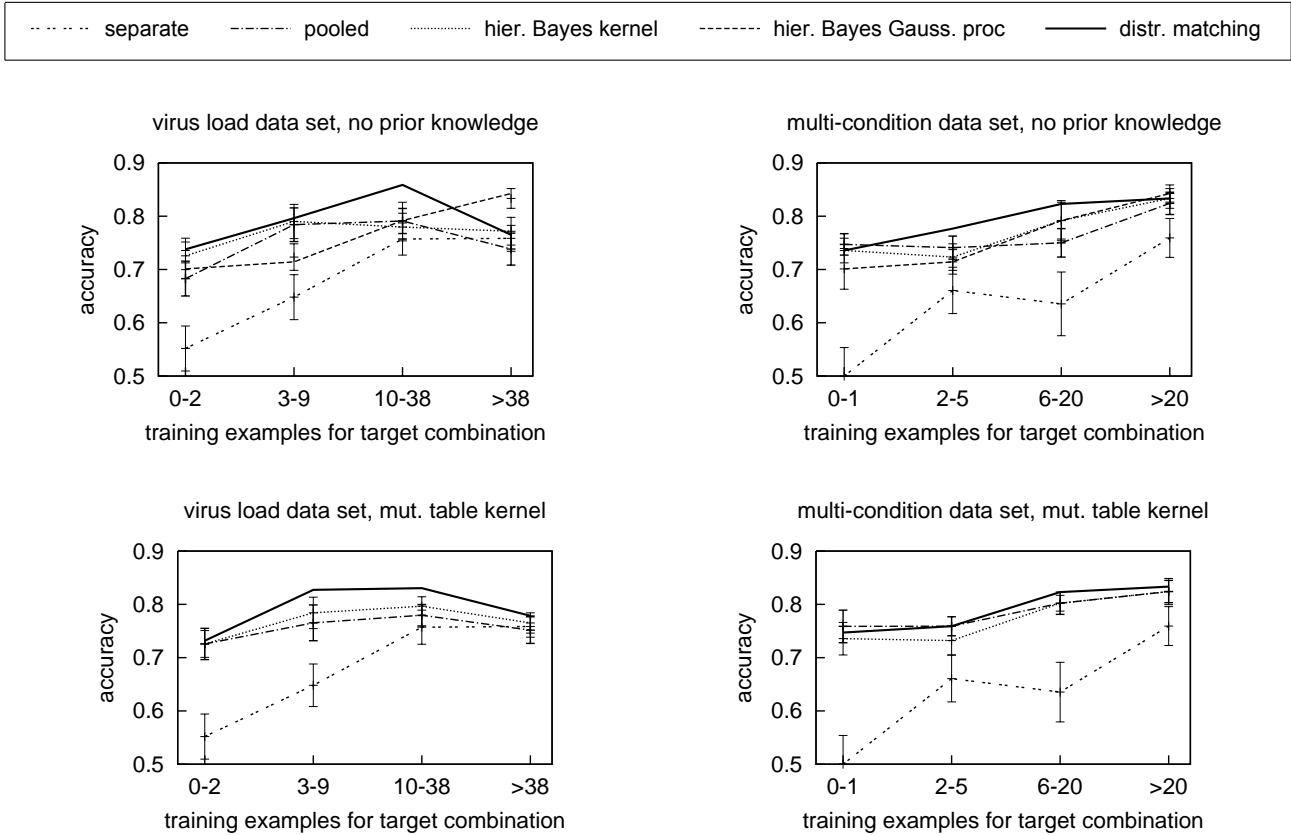 separate pooled hier. Bayes kernel hier. Bayes Gauss. proc distr. matching
virus load data set, no prior knowledge
0.9
0.8
0.7
0.6
0.5
accuracy
0-2 3-9 10-38 >38
training examples for target combination
multi-condition data set, no prior knowledge
0.9
0.8
0.7
0.6
0.5
accuracy
0-1 2-5 6-20 >20
training examples for target combination
virus load data set, mut. table kernel
0.9
0.8
0.7
0.6
0.5
accuracy
0-2 3-9 10-38 >38
training examples for target combination
multi-condition data set, mut. table kernel
0.9
0.8
0.7
0.6
0.5
accuracy
0-1 2-5 6-20 >20
training examples for target combination